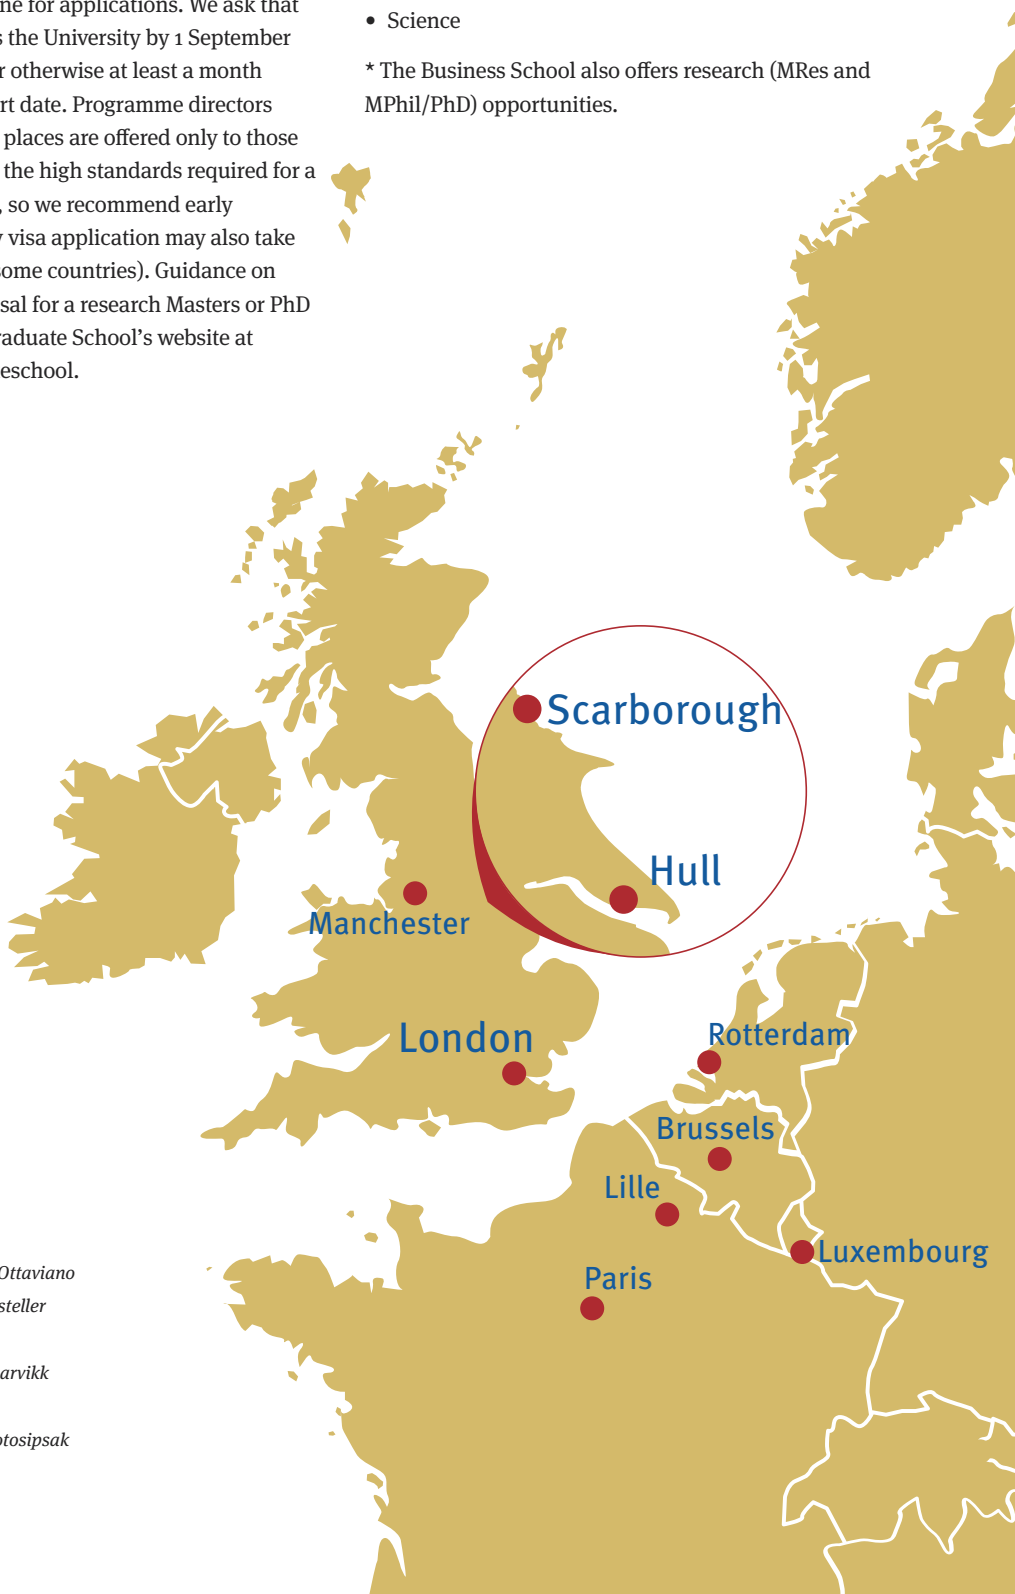 ne for applications. We ask that
s the University by 1 September
r otherwise at least a month
rt date. Programme directors
places are offered only to those
the high standards required for a
, so we recommend early
visa application may also take
some countries). Guidance on
sal for a research Masters or PhD
raduate School's website at
eschool.
• Science
* The Business School also offers research (MRes and
MPhil/PhD) opportunities.
Scarborough
Hull
Manchester
London
Rotterdam
Brussels
Lille
Luxembourg
Paris
Ottaviano
steller
arvikk
otosipsak